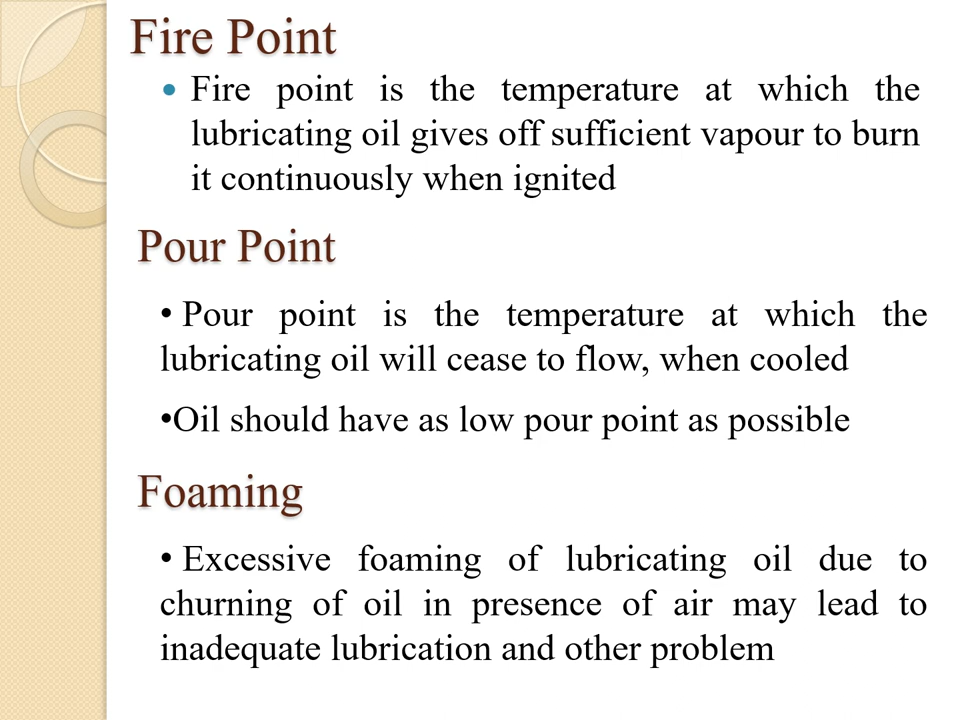 Fire Point
• Fire point is the temperature at which the
lubricating oil gives off sufficient vapour to burn
it continuously when ignited
Pour Point
• Pour point is the temperature at which the
lubricating oil will cease to flow, when cooled
•Oil should have as low pour point as possible
Foaming
• Excessive foaming of lubricating oil due to
churning of oil in presence of air may lead to
inadequate lubrication and other problem